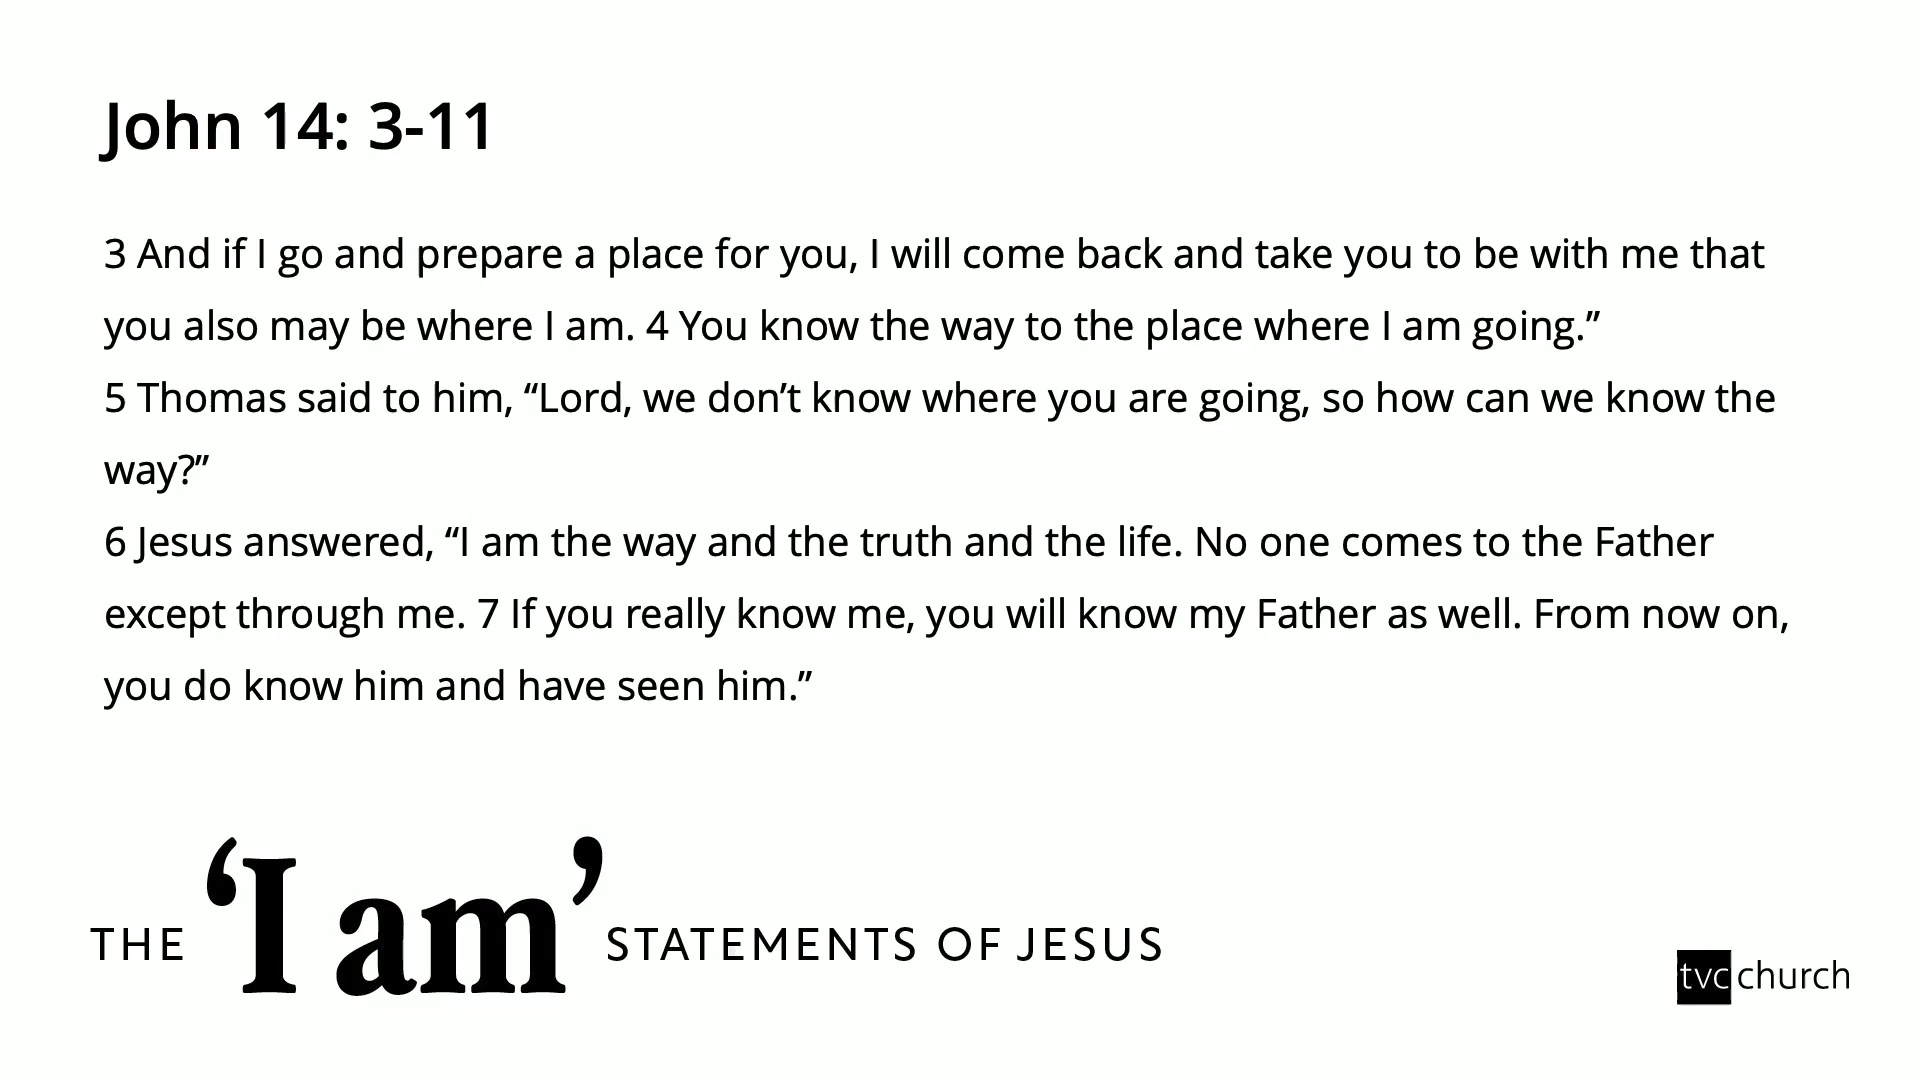 John 14: 3-11
3 And if I go and prepare a place for you, I will come back and take you to be with me that
you also may be where I am. 4 You know the way to the place where I am going.”
5 Thomas said to him, “Lord, we don’t know where you are going, so how can we know the
way?”
6 Jesus answered, “I am the way and the truth and the life. No one comes to the Father
except through me. 7 If you really know me, you will know my Father as well. From now on,
you do know him and have seen him.”
THE ‘I am’ STATEMENTS OF JESUS
tvc church